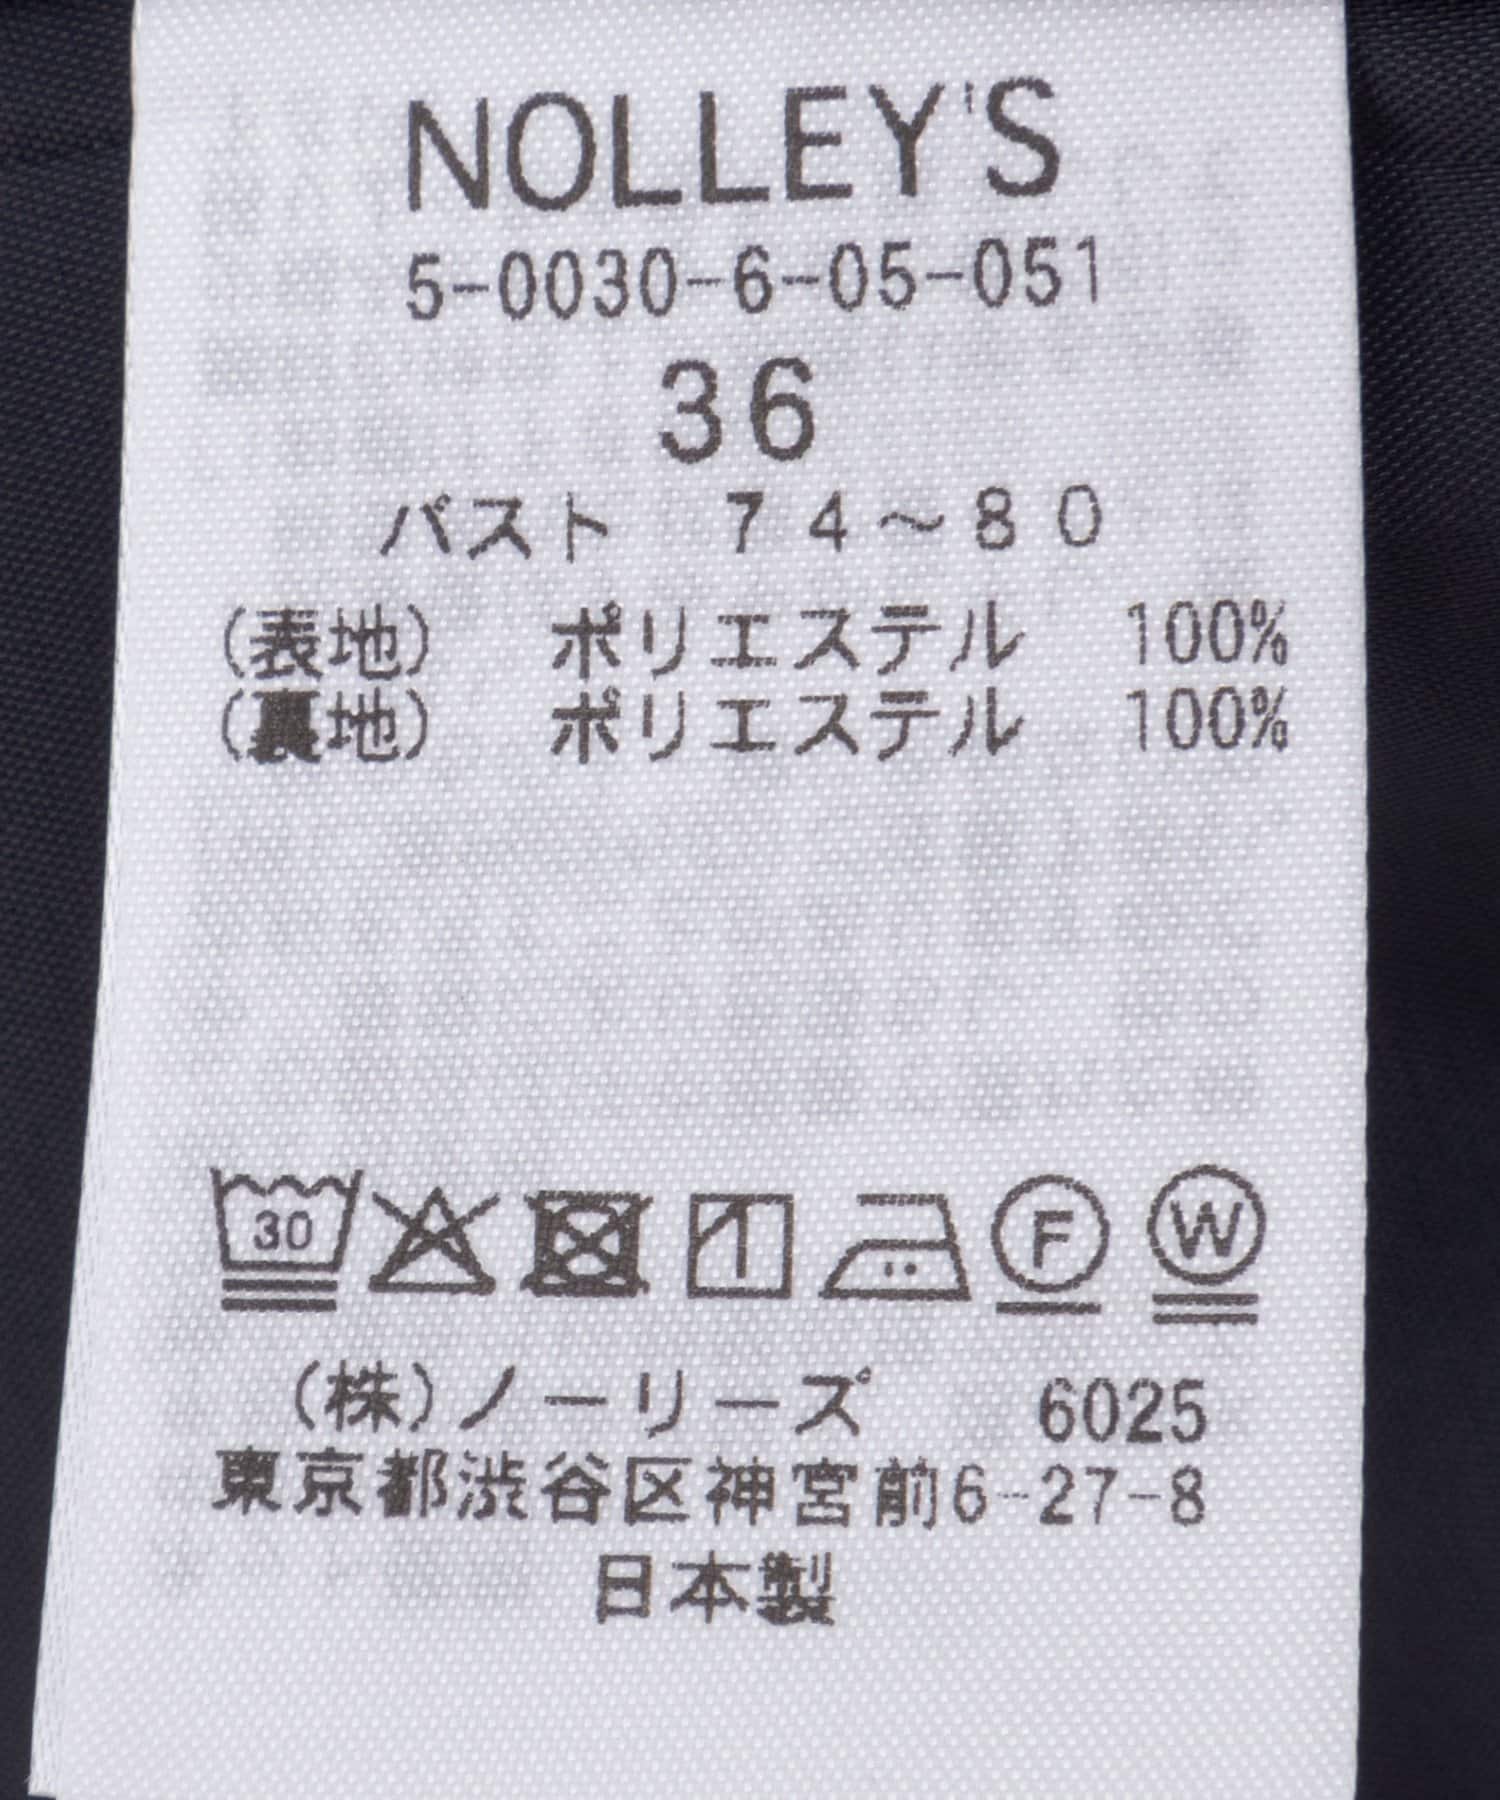 NOLLEY'S
5-0030-6-05-051
36
バスト 74～80
(表地) ポリエステル 100%
(裏地) ポリエステル 100%
30 F W
(株)ノーリーズ 6025
東京都渋谷区神宮前6-27-8
日本製